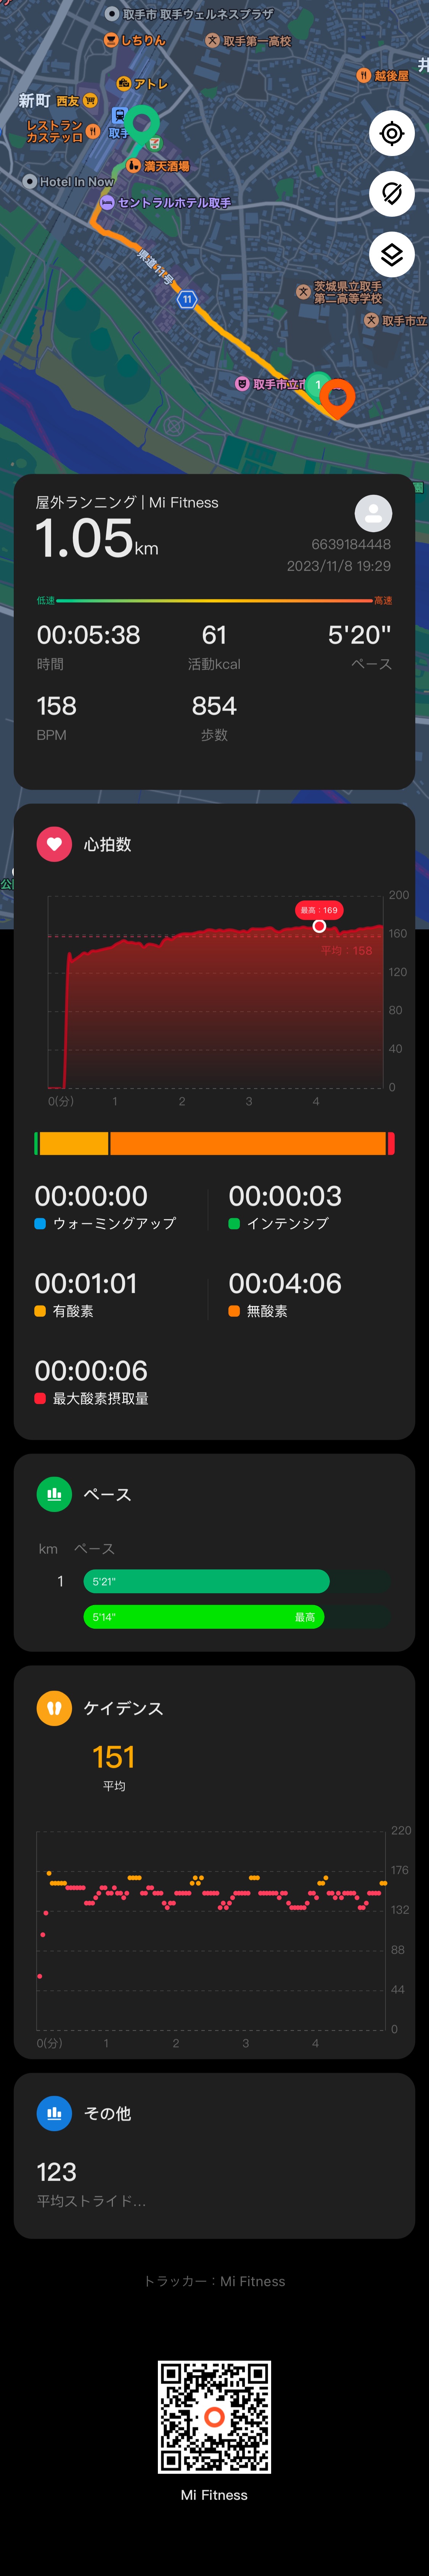 取手市 取手ウェルネスプラザ
しちりん
取手第一高校
井
越後屋
アトレ
新町
西友
取手
レストラン
カステッロ
満天酒場
Hotel In Now
セントラルホテル取手
県道11号
11
茨城県立取手
第二高等学校
取手市立
取手市立市
1
屋外ランニング | Mi Fitness
1.05km
6639184448
2023/11/8 19:29
低速
高速
00:05:38
61
5'20"
時間
活動kcal
ペース
158
854
BPM
歩数
公
心拍数
200
最高：169
160
平均：158
120
80
40
0
0(分)
1
2
3
4
00:00:00
00:00:03
ウォーミングアップ
インテンシブ
00:01:01
00:04:06
有酸素
無酸素
00:00:06
最大酸素摂取量
ペース
km ペース
1
5'21"
5'14"
最高
ケイデンス
151
平均
220
176
132
88
44
0
0(分)
1
2
3
4
その他
123
平均ストライド...
トラッカー：Mi Fitness
Mi Fitness